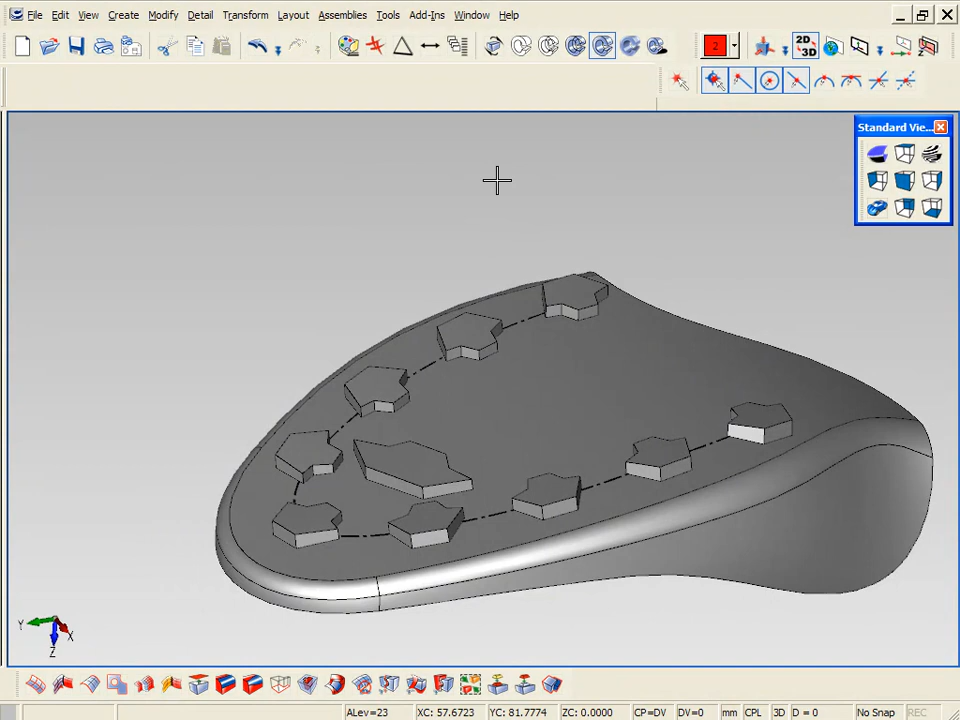 File Edit View Create Modify Detail Transform Layout Assemblies Tools Add-Ins Window Help
2 2D 3D
Standard Vie...
Y X
Z
ALev=23 XC: 57.6723 YC: 81.7774 ZC: 0.0000 CP=DV DV=0 mm CPL 3D D = 0 No Snap REC